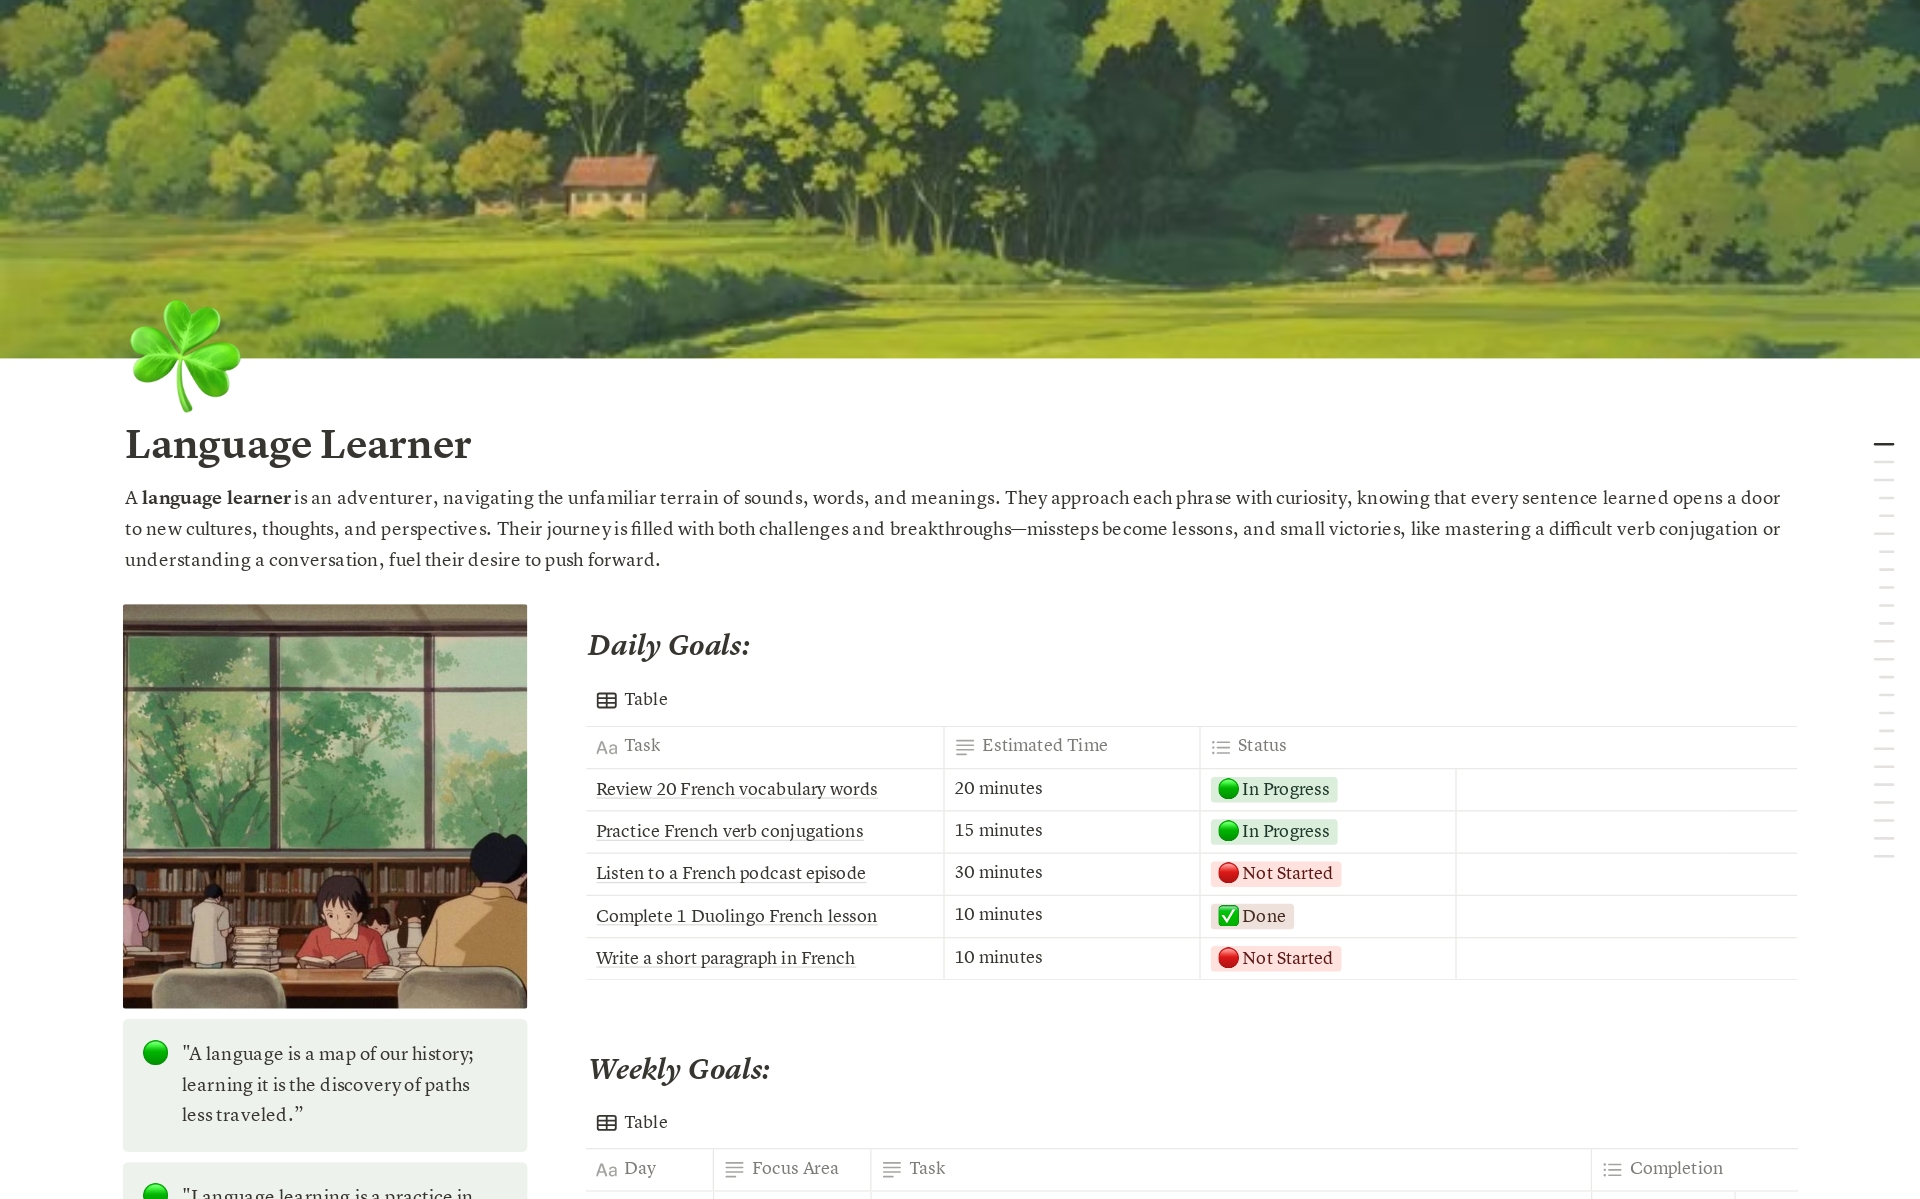 Language Learner
A language learner is an adventurer, navigating the unfamiliar terrain of sounds, words, and meanings. They approach each phrase with curiosity, knowing that every sentence learned opens a door
to new cultures, thoughts, and perspectives. Their journey is filled with both challenges and breakthroughs—missteps become lessons, and small victories, like mastering a difficult verb conjugation or
understanding a conversation, fuel their desire to push forward.
Daily Goals:
Table
Aa Task Estimated Time Status
Review 20 French vocabulary words 20 minutes In Progress
Practice French verb conjugations 15 minutes In Progress
Listen to a French podcast episode 30 minutes Not Started
Complete 1 Duolingo French lesson 10 minutes Done
Write a short paragraph in French 10 minutes Not Started
"A language is a map of our history;
learning it is the discovery of paths
less traveled.”
"Language learning is a practice in
Weekly Goals:
Table
Aa Day Focus Area Task Completion